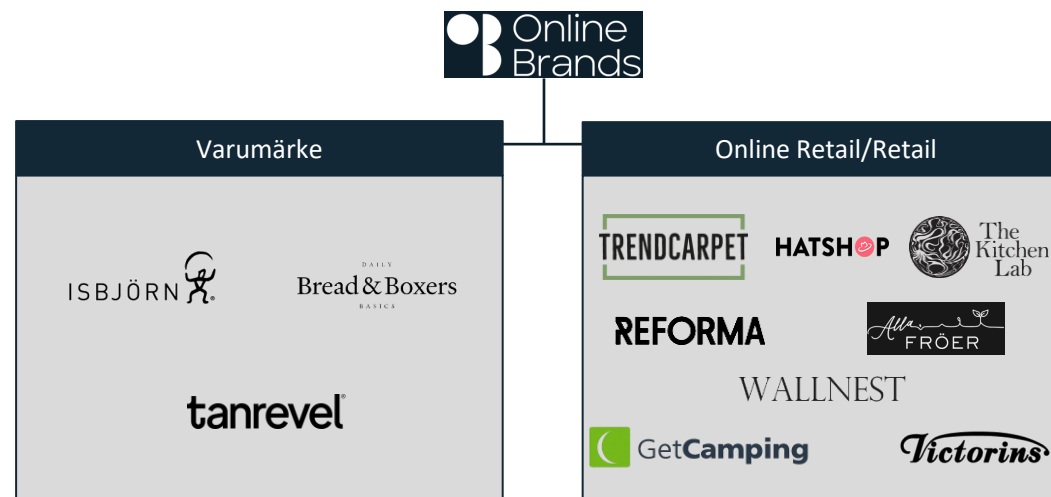 Online
Brands
Varumärke
Online Retail/Retail
ISBJÖRN®
DAILY
Bread & Boxers
BASICS
tanrevel®
TRENDCARPET
HATSHOP
The
Kitchen
Lab
REFORMA
Alla
FRÖER
WALLNEST
GetCamping
Victorins